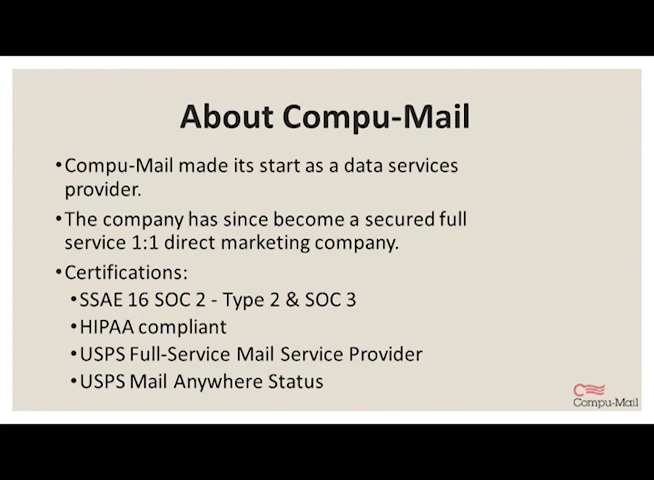 About Compu-Mail
•Compu-Mail made its start as a data services
provider.
•The company has since become a secured full
service 1:1 direct marketing company.
•Certifications:
•SSAE 16 SOC 2 - Type 2 & SOC 3
•HIPAA compliant
•USPS Full-Service Mail Service Provider
•USPS Mail Anywhere Status
Compu-Mail